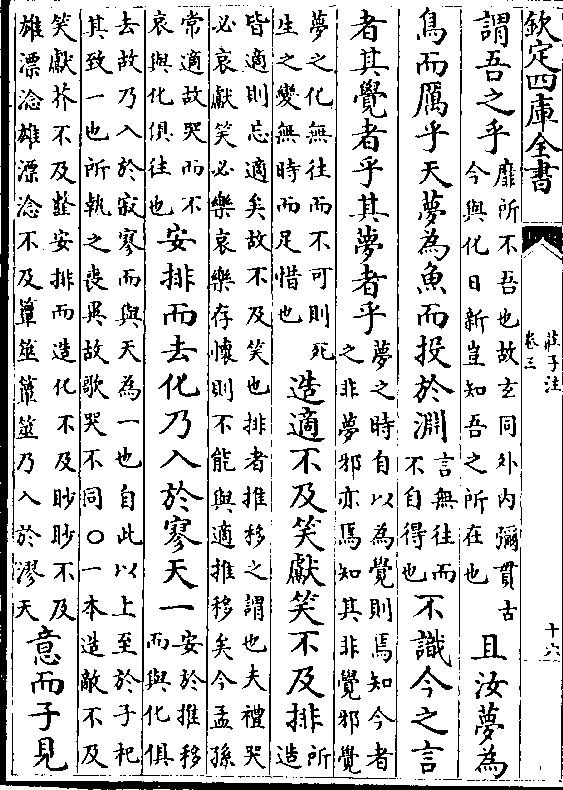 欽定四庫全書
莊子注
卷三
十六
謂吾之乎
靡所不吾也故玄同外内彌貫古
今與化日新豈知吾之所在也
且汝夢為
鳥而厲乎天夢為魚而投於淵
言無往而
不自得也
不識今之言
者其覺者乎其夢者乎
夢之時自以為覺則焉知今者
之非夢邪亦焉知其非覺邪覺
夢之化無往而不可則死
生之變無時而足惜也
造適不及笑獻笑不及排
所
造
皆適則忘適矣故不及笑也排者推移之謂也夫禮哭
必哀獻笑必樂哀樂存懷則不能與適推移矣今孟孫
常適故哭而不
哀與化俱往也
安排而去化乃入於寥天一
安於推移
而與化俱
去故乃入於寂寥而與天為一也自此以上至於子杞
其致一也所執之喪異故歌哭不同○一本造敵不及
笑獻芥不及䶪安排而造化不及眇眇不及
雄漂淰雄漂淰不及簞筮簞筮乃入於漻天
意而子見